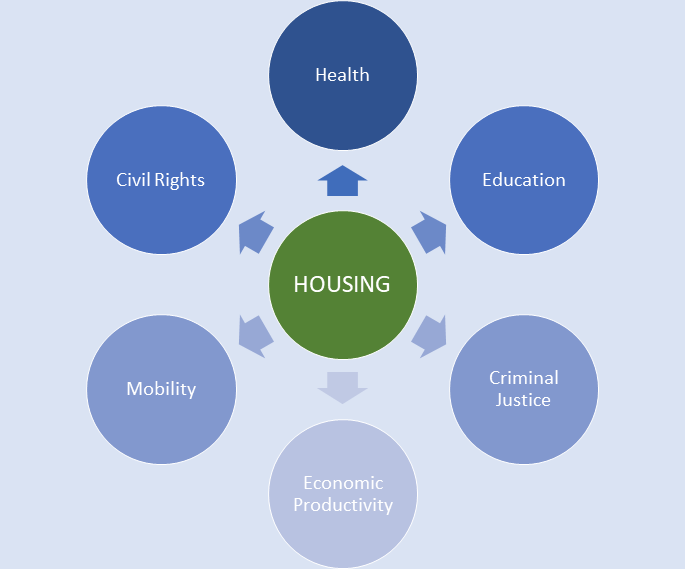 Health
Civil Rights
Education
HOUSING
Mobility
Criminal
Justice
Economic
Productivity